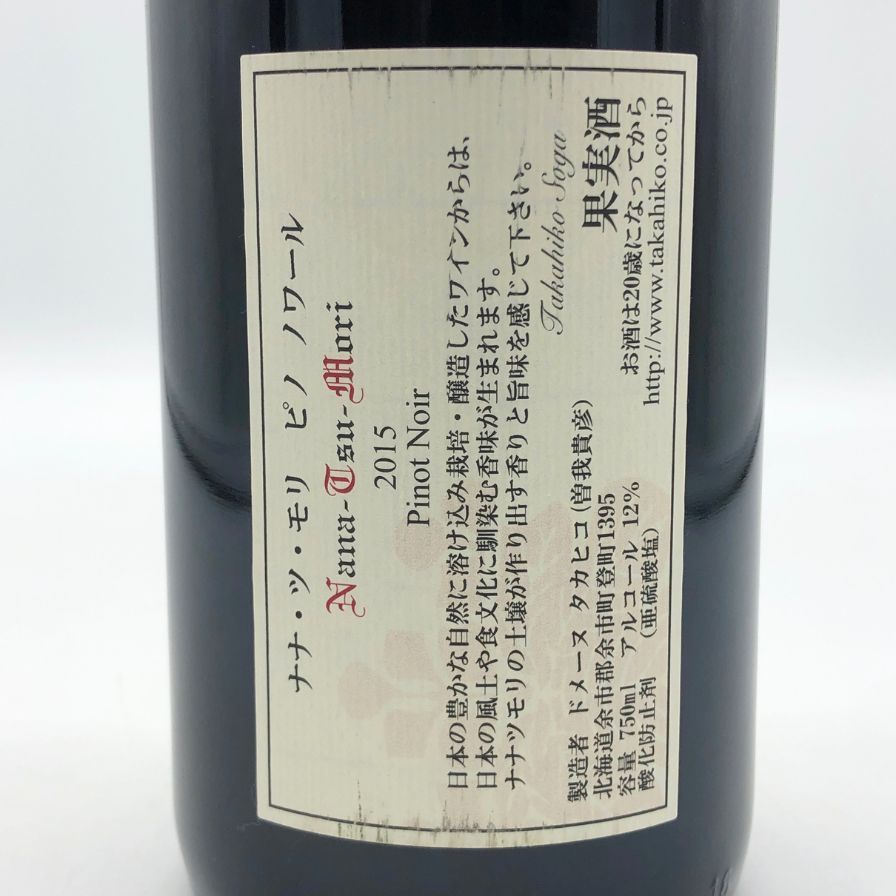 ナナ・ツ・モリ ピノ ノワール
Nana-Tsu-Mori
2015
Pinot Noir
日本の豊かな自然に溶け込み栽培・醸造したワインからは、
日本の風土や食文化に馴染む香味が生まれます。
ナナツモリの土壌が作り出す香りと旨味を感じて下さい。
Takahiko Soga
製造者 ドメーヌ タカヒコ(曽我貴彦)
北海道余市郡余市町登町1395
容量 750ml アルコール 12%
酸化防止剤 (亜硫酸塩)
果実酒
お酒は20歳になってから
http://www.takahiko.co.jp